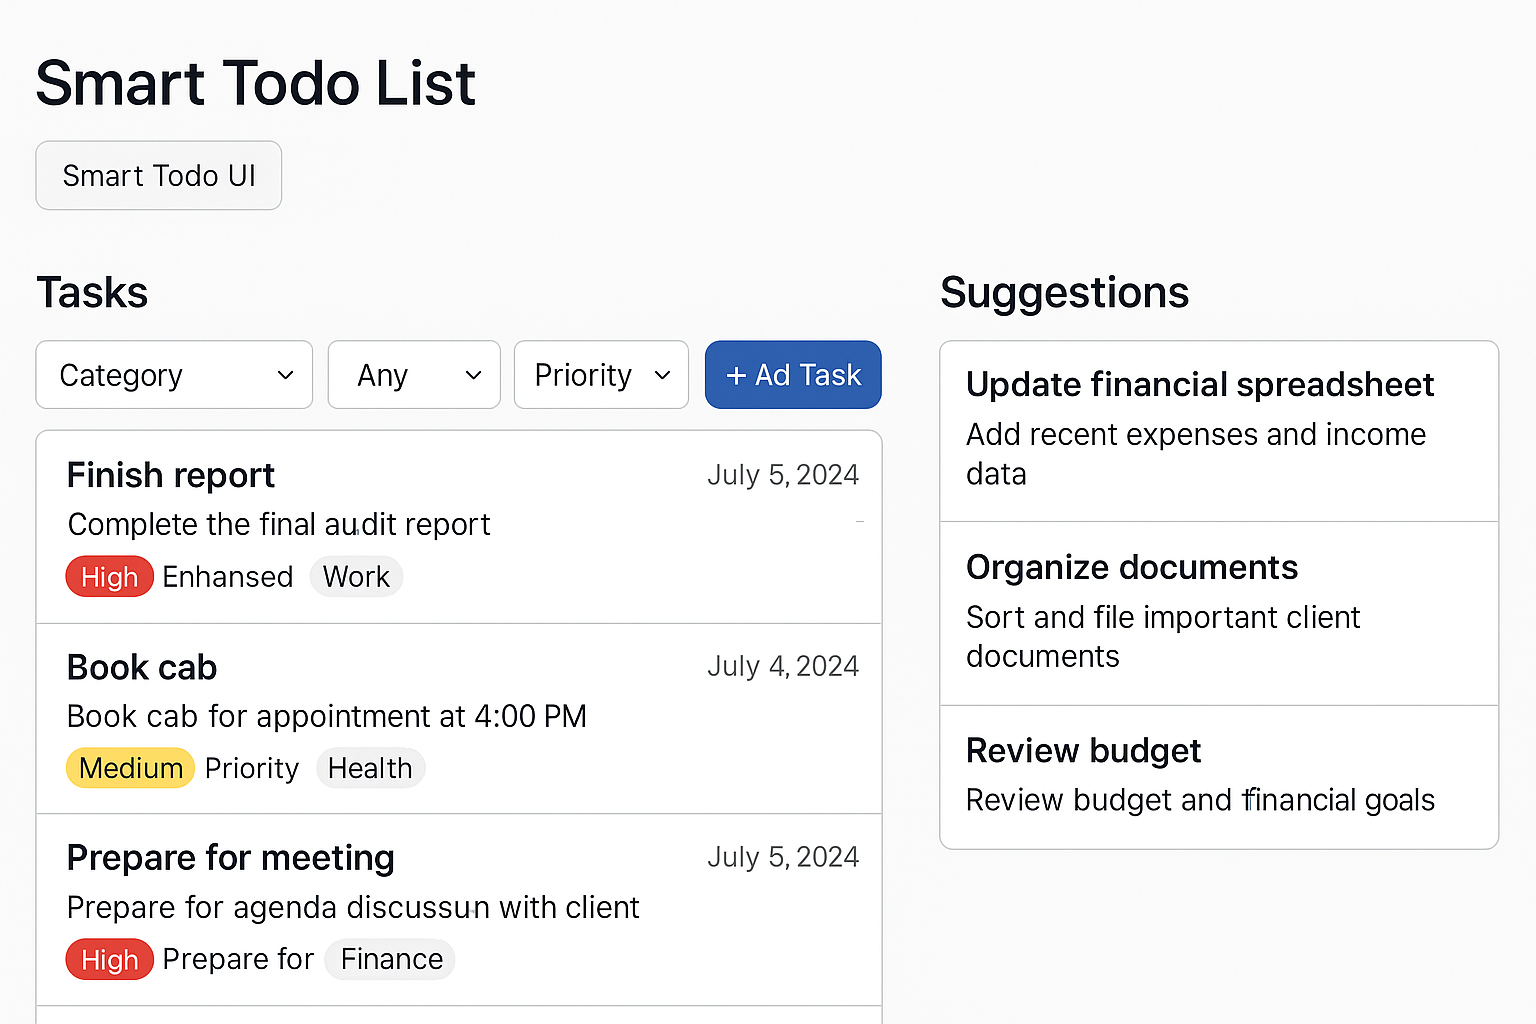 Smart Todo List
Smart Todo UI
Tasks
Category
Any
Priority
+ Ad Task
Finish report
July 5, 2024
Complete the final audit report
High Enhansed Work
Book cab
July 4, 2024
Book cab for appointment at 4:00 PM
Medium Priority Health
Prepare for meeting
July 5, 2024
Prepare for agenda discussun with client
High Prepare for Finance
Suggestions
Update financial spreadsheet
Add recent expenses and income
data
Organize documents
Sort and file important client
documents
Review budget
Review budget and financial goals